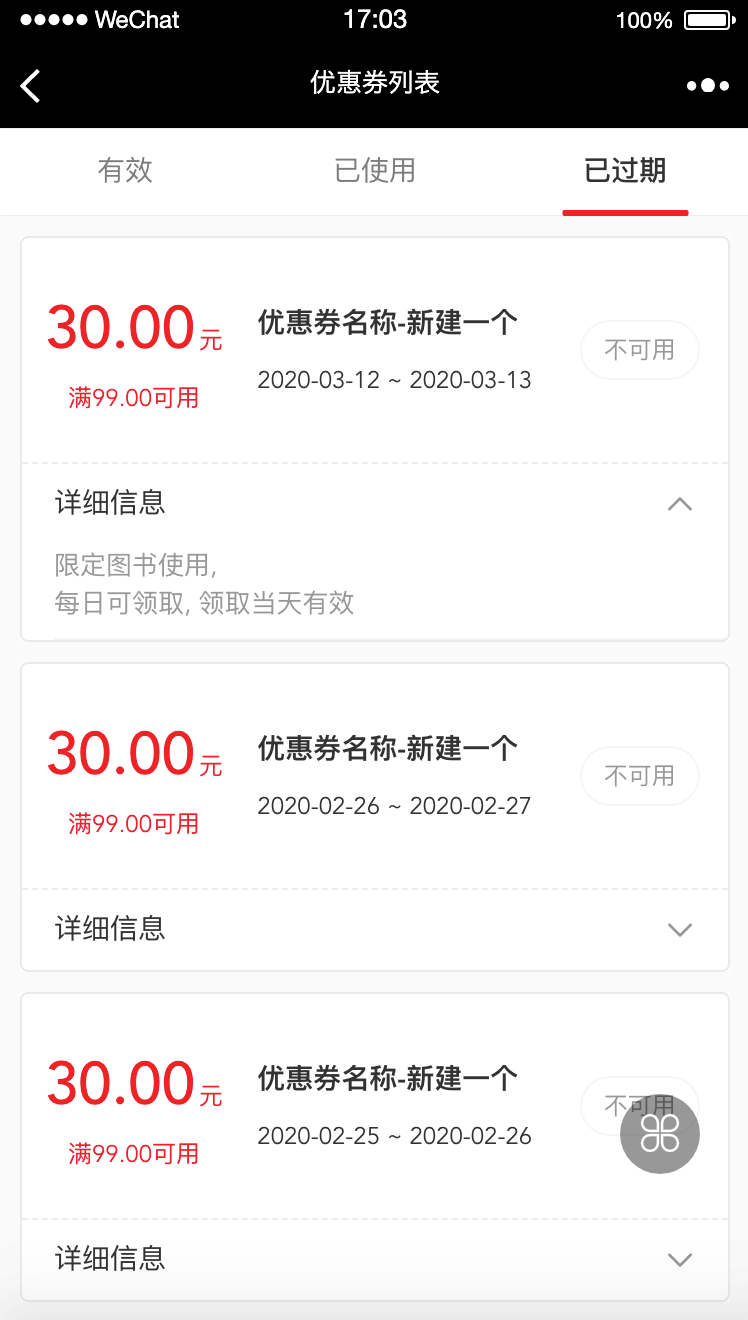 WeChat 17:03 100%
优惠券列表
有效 已使用 已过期
30.00元
满99.00可用
优惠券名称-新建一个
2020-03-12 ~ 2020-03-13
不可用
详细信息
限定图书使用,
每日可领取, 领取当天有效
30.00元
满99.00可用
优惠券名称-新建一个
2020-02-26 ~ 2020-02-27
不可用
详细信息
30.00元
满99.00可用
优惠券名称-新建一个
2020-02-25 ~ 2020-02-26
不可用
详细信息